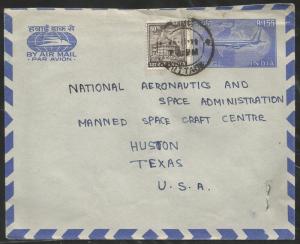 हवाई डाक से
BY AIR MAIL
PAR AVION
INDIA
NATIONAL AERONAUTICS AND
SPACE ADMINISTRATION
MANNED SPACE CRAFT CENTRE
HUSTON
TEXAS
U.S.A.